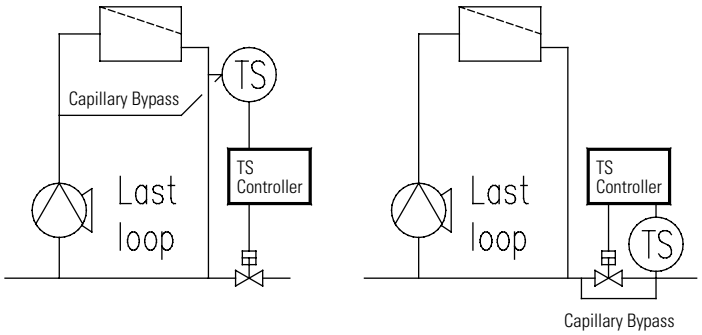 TS
Capillary Bypass
TS
Controller
Last
loop
TS
Controller
Last
loop
TS
Capillary Bypass